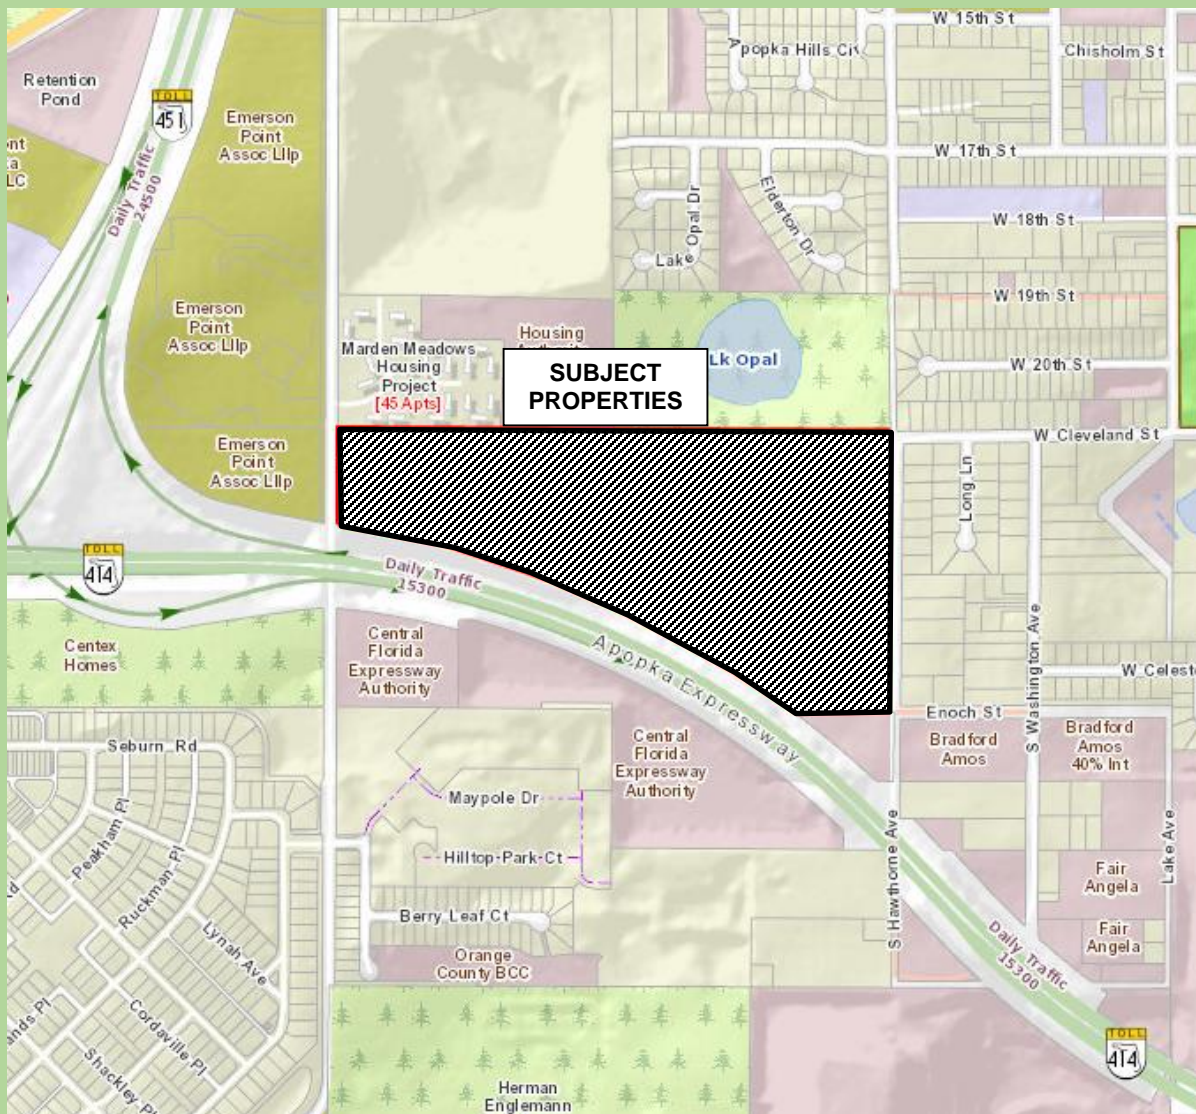 W 15th St
Apopka Hills Cir
Chisholm St
Retention
Pond
TOLL
451
Emerson
Point
Assoc Lllp
Daily Traffic
24500
W 17th St
W 18th St
Lake Opal Dr
Elderton Dr
W 19th St
Emerson
Point
Assoc Lllp
Marden Meadows
Housing
Project
[45 Apts]
Housing
SUBJECT
PROPERTIES
Lk Opal
W 20th St
W Cleveland St
Emerson
Point
Assoc Lllp
Long Ln
TOLL
414
Daily Traffic
15300
Centex
Homes
Central
Florida
Expressway
Authority
Apopka Expressway
S Washington Ave
W Celest
Enoch St
Bradford
Amos
Bradford
Amos
40% Int
Central
Florida
Expressway
Authority
Seburn Rd
Maypole Dr
Peakham Pl
Ruckman Pl
Hilltop Park Ct
S Hawthorne Ave
Lake Ave
Fair
Angela
Berry Leaf Ct
Lynah Ave
Fair
Angela
Daily Traffic
15300
Orange
County BCC
Cordaville Pl
Shackley Pl
TOLL
414
Herman
Englemann